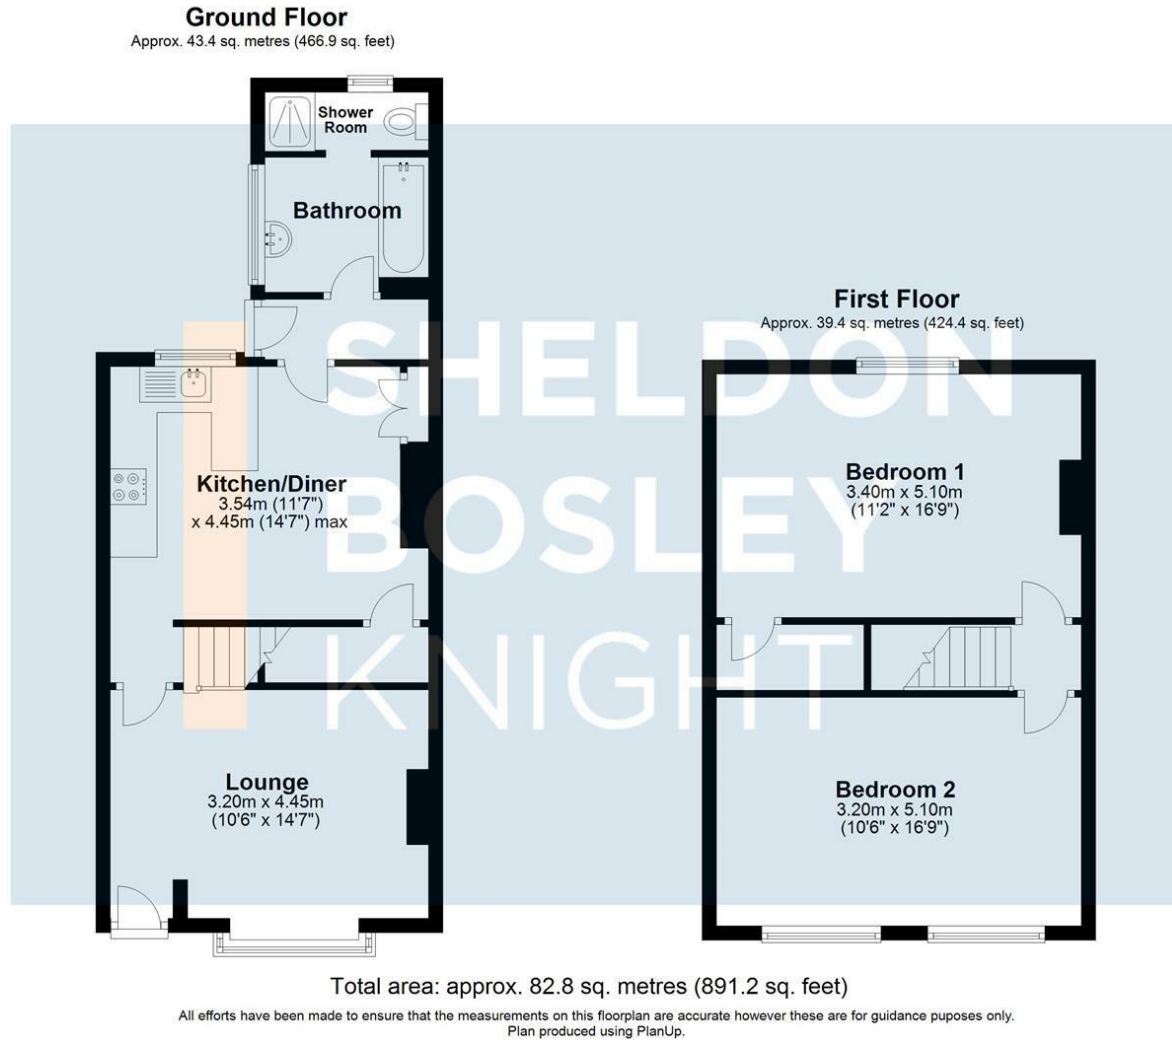 Ground Floor
Approx. 43.4 sq. metres (466.9 sq. feet)
Shower
Room
Bathroom
Kitchen/Diner
3.54m (11'7")
x 4.45m (14'7") max
Lounge
3.20m x 4.45m
(10'6" x 14'7")
First Floor
Approx. 39.4 sq. metres (424.4 sq. feet)
Bedroom 1
3.40m x 5.10m
(11'2" x 16'9")
Bedroom 2
3.20m x 5.10m
(10'6" x 16'9")
SHELDON
BOSLEY
KNIGHT
Total area: approx. 82.8 sq. metres (891.2 sq. feet)
All efforts have been made to ensure that the measurements on this floorplan are accurate however these are for guidance puposes only.
Plan produced using PlanUp.